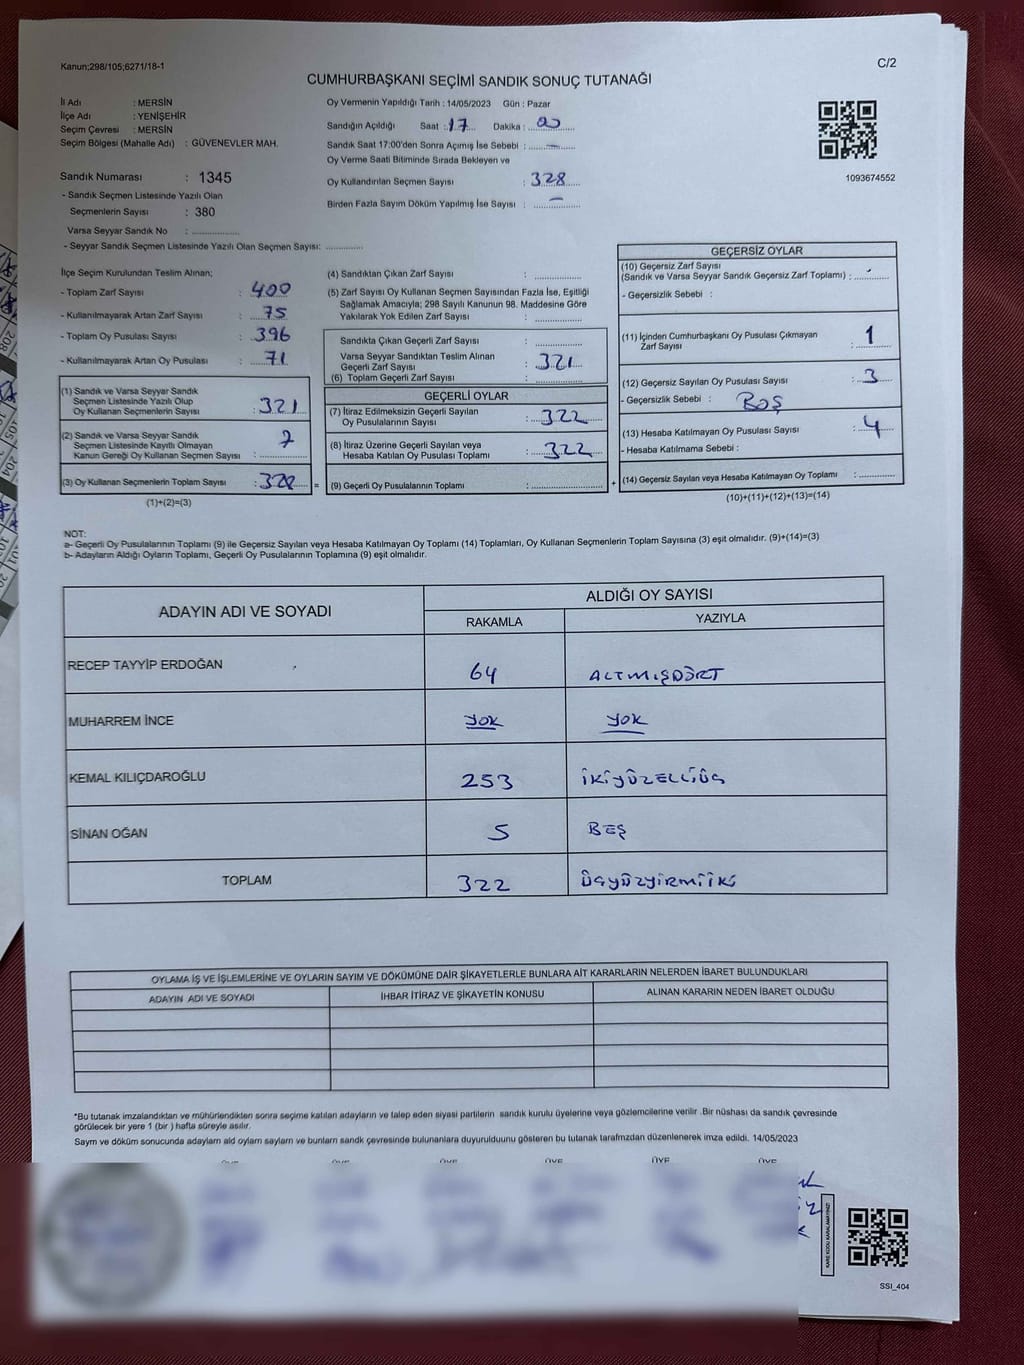 Kanun;298/105;6271/18-1
C/2
CUMHURBAŞKANI SEÇİMİ SANDIK SONUÇ TUTANAĞI
İl Adı : MERSİN
İlçe Adı : YENİŞEHİR
Seçim Çevresi : MERSİN
Seçim Bölgesi (Mahalle Adı) : GÜVENEVLER MAH.
Sandık Numarası : 1345
- Sandık Seçmen Listesinde Yazılı Olan
Seçmenlerin Sayısı : 380
Varsa Seyyar Sandık No : ..................
- Seyyar Sandık Seçmen Listesinde Yazılı Olan Seçmen Sayısı: .............
Oy Vermenin Yapıldığı Tarih : 14/05/2023 Gün : Pazar
Sandığın Açıldığı Saat : 17 Dakika : 00
Sandık Saat 17:00'den Sonra Açımış İse Sebebi : —
Oy Verme Saati Bitiminde Sırada Bekleyen ve
Oy Kullandırılan Seçmen Sayısı : 328
Birden Fazla Sayım Döküm Yapılmış İse Sayısı : —
1093674552
İlçe Seçim Kurulundan Teslim Alınan;
- Toplam Zarf Sayısı : 400
- Kullanılmayarak Artan Zarf Sayısı : 75
- Toplam Oy Pusulası Sayısı : 396
- Kullanılmayarak Artan Oy Pusulası : 71
(1) Sandık ve Varsa Seyyar Sandık
Seçmen Listesinde Yazılı Olup
Oy Kullanan Seçmenlerin Sayısı : 321
(2) Sandık ve Varsa Seyyar Sandık
Seçmen Listesinde Kayıtlı Olmayan
Kanun Gereği Oy Kullanan Seçmen Sayısı : 7
(3) Oy Kullanan Seçmenlerin Toplam Sayısı : 328
=
(1)+(2)=(3)
(4) Sandıktan Çıkan Zarf Sayısı : .............
(5) Zarf Sayısı Oy Kullanan Seçmen Sayısından Fazla İse, Eşitliği
Sağlamak Amacıyla; 298 Sayılı Kanunun 98. Maddesine Göre
Yakılarak Yok Edilen Zarf Sayısı : .............
Sandıkta Çıkan Geçerli Zarf Sayısı : .............
Varsa Seyyar Sandıktan Teslim Alınan
Geçerli Zarf Sayısı : 321
(6) Toplam Geçerli Zarf Sayısı : .............
GEÇERLİ OYLAR
(7) İtiraz Edilmeksizin Geçerli Sayılan
Oy Pusulalarının Sayısı : 322
(8) İtiraz Üzerine Geçerli Sayılan veya
Hesaba Katılan Oy Pusulası Toplamı : 322
(9) Geçerli Oy Pusulalarının Toplamı : .............
+
GEÇERSİZ OYLAR
(10) Geçersiz Zarf Sayısı
(Sandık ve Varsa Seyyar Sandık Geçersiz Zarf Toplamı) : .........
- Geçersizlik Sebebi :
(11) İçinden Cumhurbaşkanı Oy Pusulası Çıkmayan
Zarf Sayısı : 1
(12) Geçersiz Sayılan Oy Pusulası Sayısı : 3
- Geçersizlik Sebebi : BOŞ
(13) Hesaba Katılmayan Oy Pusulası Sayısı : 4
- Hesaba Katılmama Sebebi :
(14) Geçersiz Sayılan veya Hesaba Katılmayan Oy Toplamı : .........
(10)+(11)+(12)+(13)=(14)
NOT:
a- Geçerli Oy Pusulalarının Toplamı (9) ile Geçersiz Sayılan veya Hesaba Katılmayan Oy Toplamı (14) Toplamları, Oy Kullanan Seçmenlerin Toplam Sayısına (3) eşit olmalıdır. (9)+(14)=(3)
b- Adayların Aldığı Oyların Toplamı, Geçerli Oy Pusulalarının Toplamına (9) eşit olmalıdır.
ADAYIN ADI VE SOYADI
ALDIĞI OY SAYISI
RAKAMLA YAZIYLA
RECEP TAYYİP ERDOĞAN 64 ALTMIŞDÖRT
MUHARREM İNCE YOK YOK
KEMAL KILIÇDAROĞLU 253 İKİYÜZELLİÜÇ
SİNAN OĞAN 5 BEŞ
TOPLAM 322 ÜÇYÜZYİRMİİKİ
OYLAMA İŞ VE İŞLEMLERİNE VE OYLARIN SAYIM VE DÖKÜMÜNE DAİR ŞİKAYETLERLE BUNLARA AİT KARARLARIN NELERDEN İBARET BULUNDUKLARI
ADAYIN ADI VE SOYADI İHBAR İTİRAZ VE ŞİKAYETİN KONUSU ALINAN KARARIN NEDEN İBARET OLDUĞU
*Bu tutanak imzalandıktan ve mühürlendikten sonra seçime katılan adayların ve talep eden siyasi partilerin sandık kurulu üyelerine veya gözlemcilerine verilir .Bir nüshası da sandık çevresinde
görülecek bir yere 1 (bir ) hafta süreyle asılır.
Saym ve döküm sonucunda adaylarn ald oylarn saylarn ve bunlarn sandk çevresinde bulunanlara duyurulduunu gösteren bu tutanak tarafmzdan düzenlenerek imza edildi. 14/05/2023
ÜYE ÜYE ÜYE ÜYE ÜYE ÜYE
KARE KODU KARALAMAYINIZ!
SSI_404